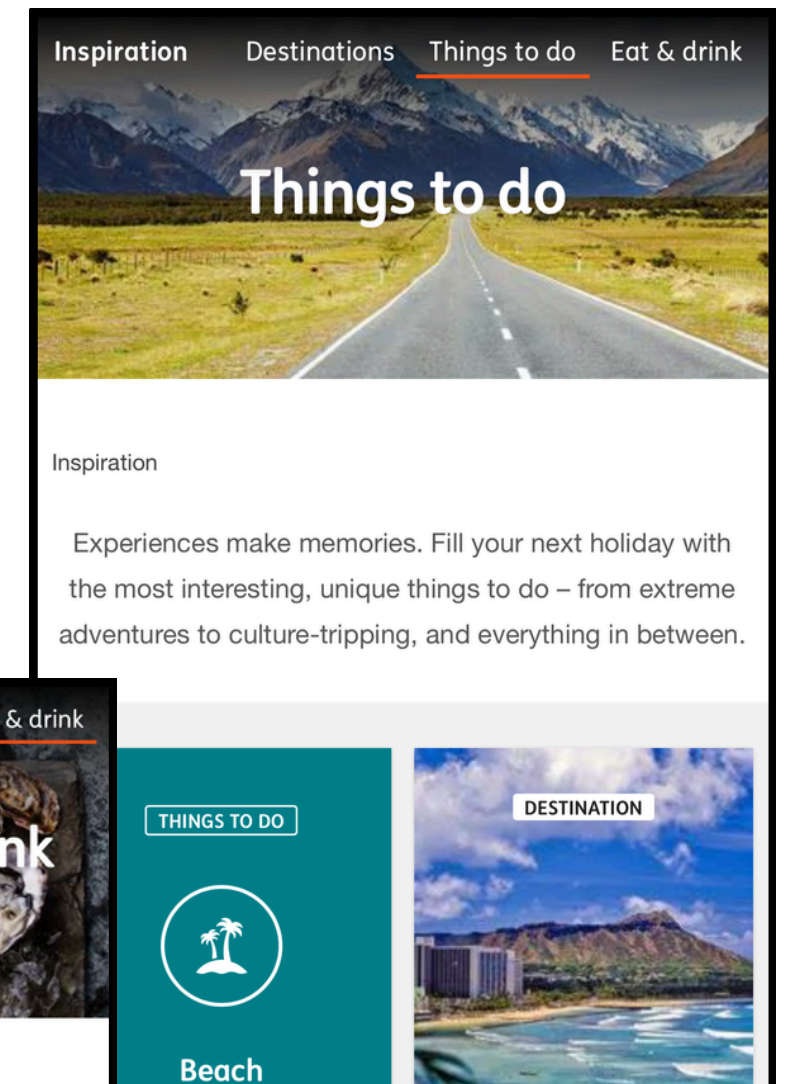 Inspiration Destinations Things to do Eat & drink
Things to do
Inspiration
Experiences make memories. Fill your next holiday with
the most interesting, unique things to do – from extreme
adventures to culture-tripping, and everything in between.
& drink
nk
THINGS TO DO
Beach
DESTINATION